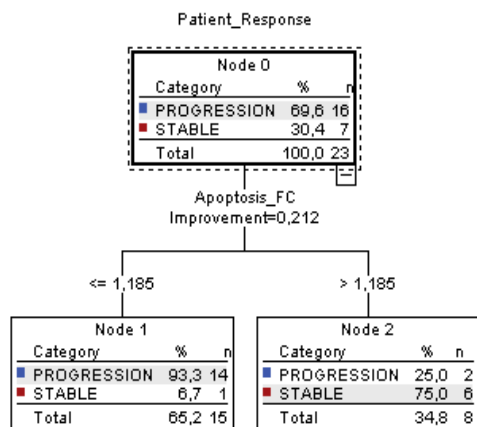 Patient_Response
Node 0
Category % n
PROGRESSION 69,6 16
STABLE 30,4 7
Total 100,0 23
Apoptosis_FC
Improvement=0,212
<= 1,185
> 1,185
Node 1
Category % n
PROGRESSION 93,3 14
STABLE 6,7 1
Total 65,2 15
Node 2
Category % n
PROGRESSION 25,0 2
STABLE 75,0 6
Total 34,8 8